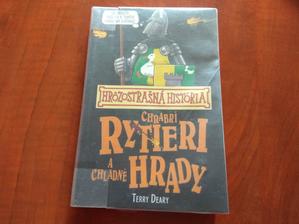 HROZOSTRAŠNÁ HISTÓRIA
CHRABRÍ
RYTIERI
A
CHLADNÉ
HRADY
TERRY DEARY